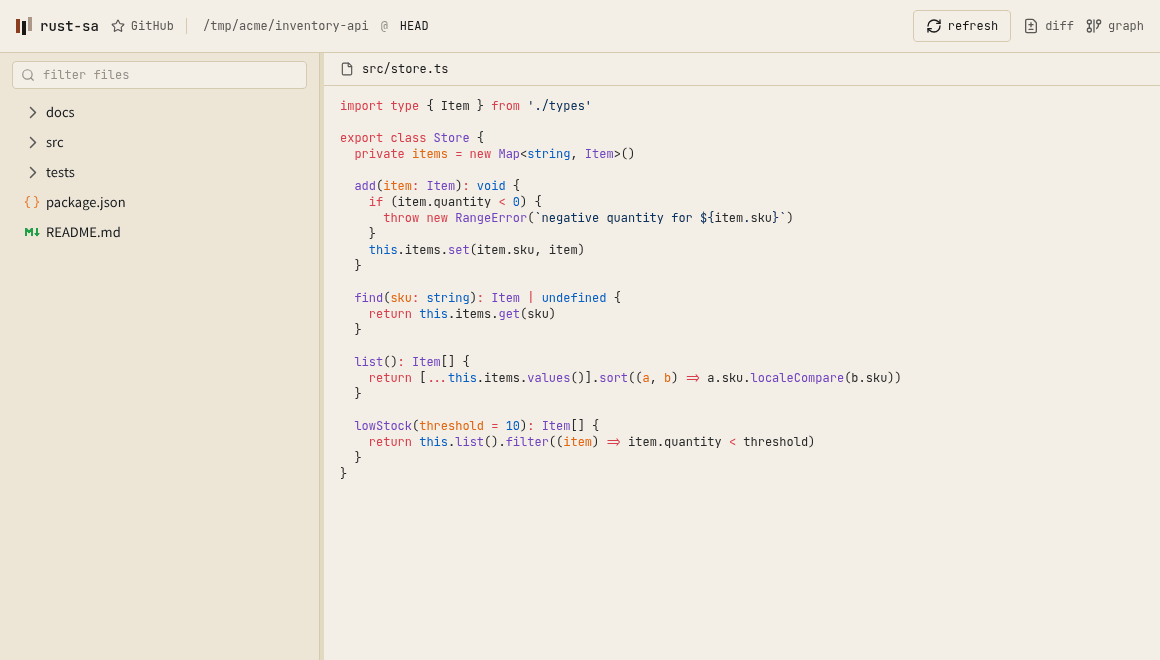 rust-sa GitHub /tmp/acme/inventory-api @ HEAD refresh diff graph
filter files
docs
src
tests
{} package.json
M README.md
src/store.ts
import type { Item } from './types'
export class Store {
  private items = new Map<string, Item>()
  add(item: Item): void {
    if (item.quantity < 0) {
      throw new RangeError(`negative quantity for ${item.sku}`)
    }
    this.items.set(item.sku, item)
  }
  find(sku: string): Item | undefined {
    return this.items.get(sku)
  }
  list(): Item[] {
    return [...this.items.values()].sort((a, b) => a.sku.localeCompare(b.sku))
  }
  lowStock(threshold = 10): Item[] {
    return this.list().filter((item) => item.quantity < threshold)
  }
}